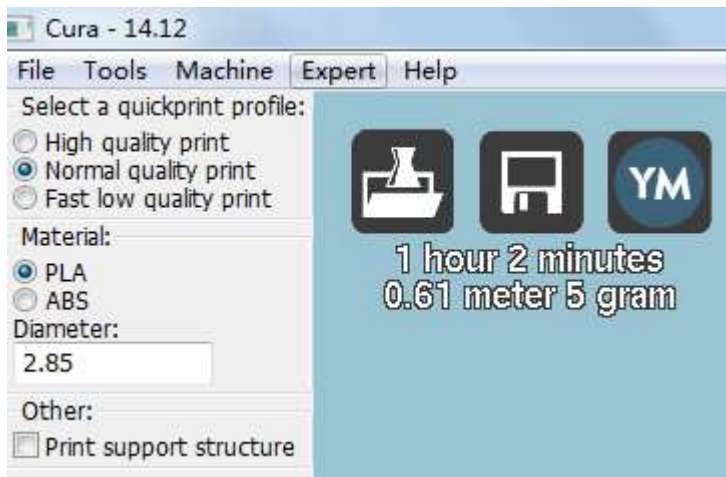 Cura - 14.12
File Tools Machine Expert Help
Select a quickprint profile:
High quality print
Normal quality print
Fast low quality print
Material:
PLA
ABS
Diameter:
2.85
Other:
Print support structure
YM
1 hour 2 minutes
0.61 meter 5 gram